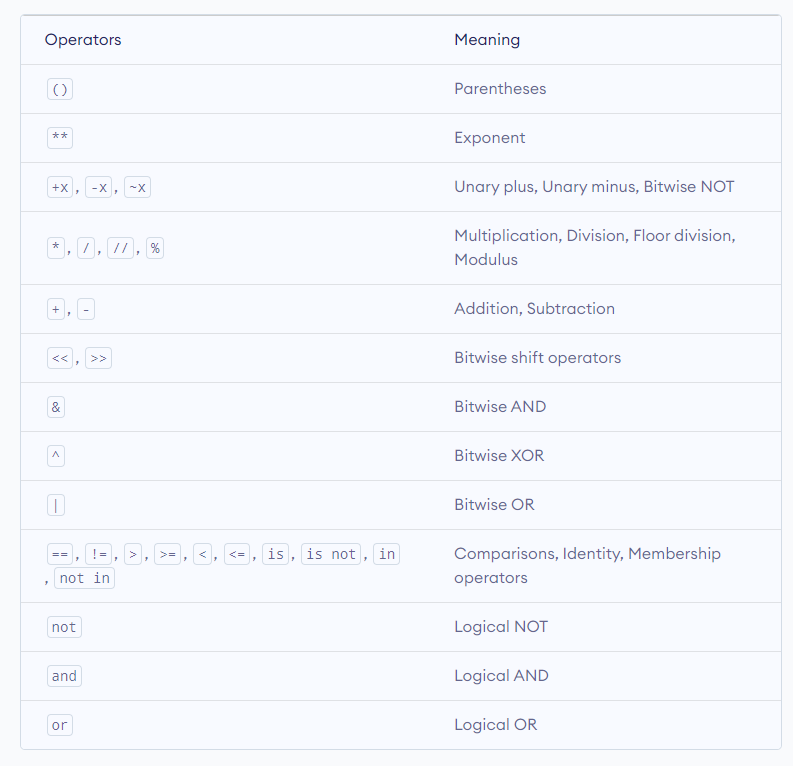 Operators Meaning
() Parentheses
** Exponent
+x, -x, ~x Unary plus, Unary minus, Bitwise NOT
*, /, //, % Multiplication, Division, Floor division,
Modulus
+, - Addition, Subtraction
<<, >> Bitwise shift operators
& Bitwise AND
^ Bitwise XOR
| Bitwise OR
==, !=, >, >=, <, <=, is, is not, in Comparisons, Identity, Membership
, not in operators
not Logical NOT
and Logical AND
or Logical OR